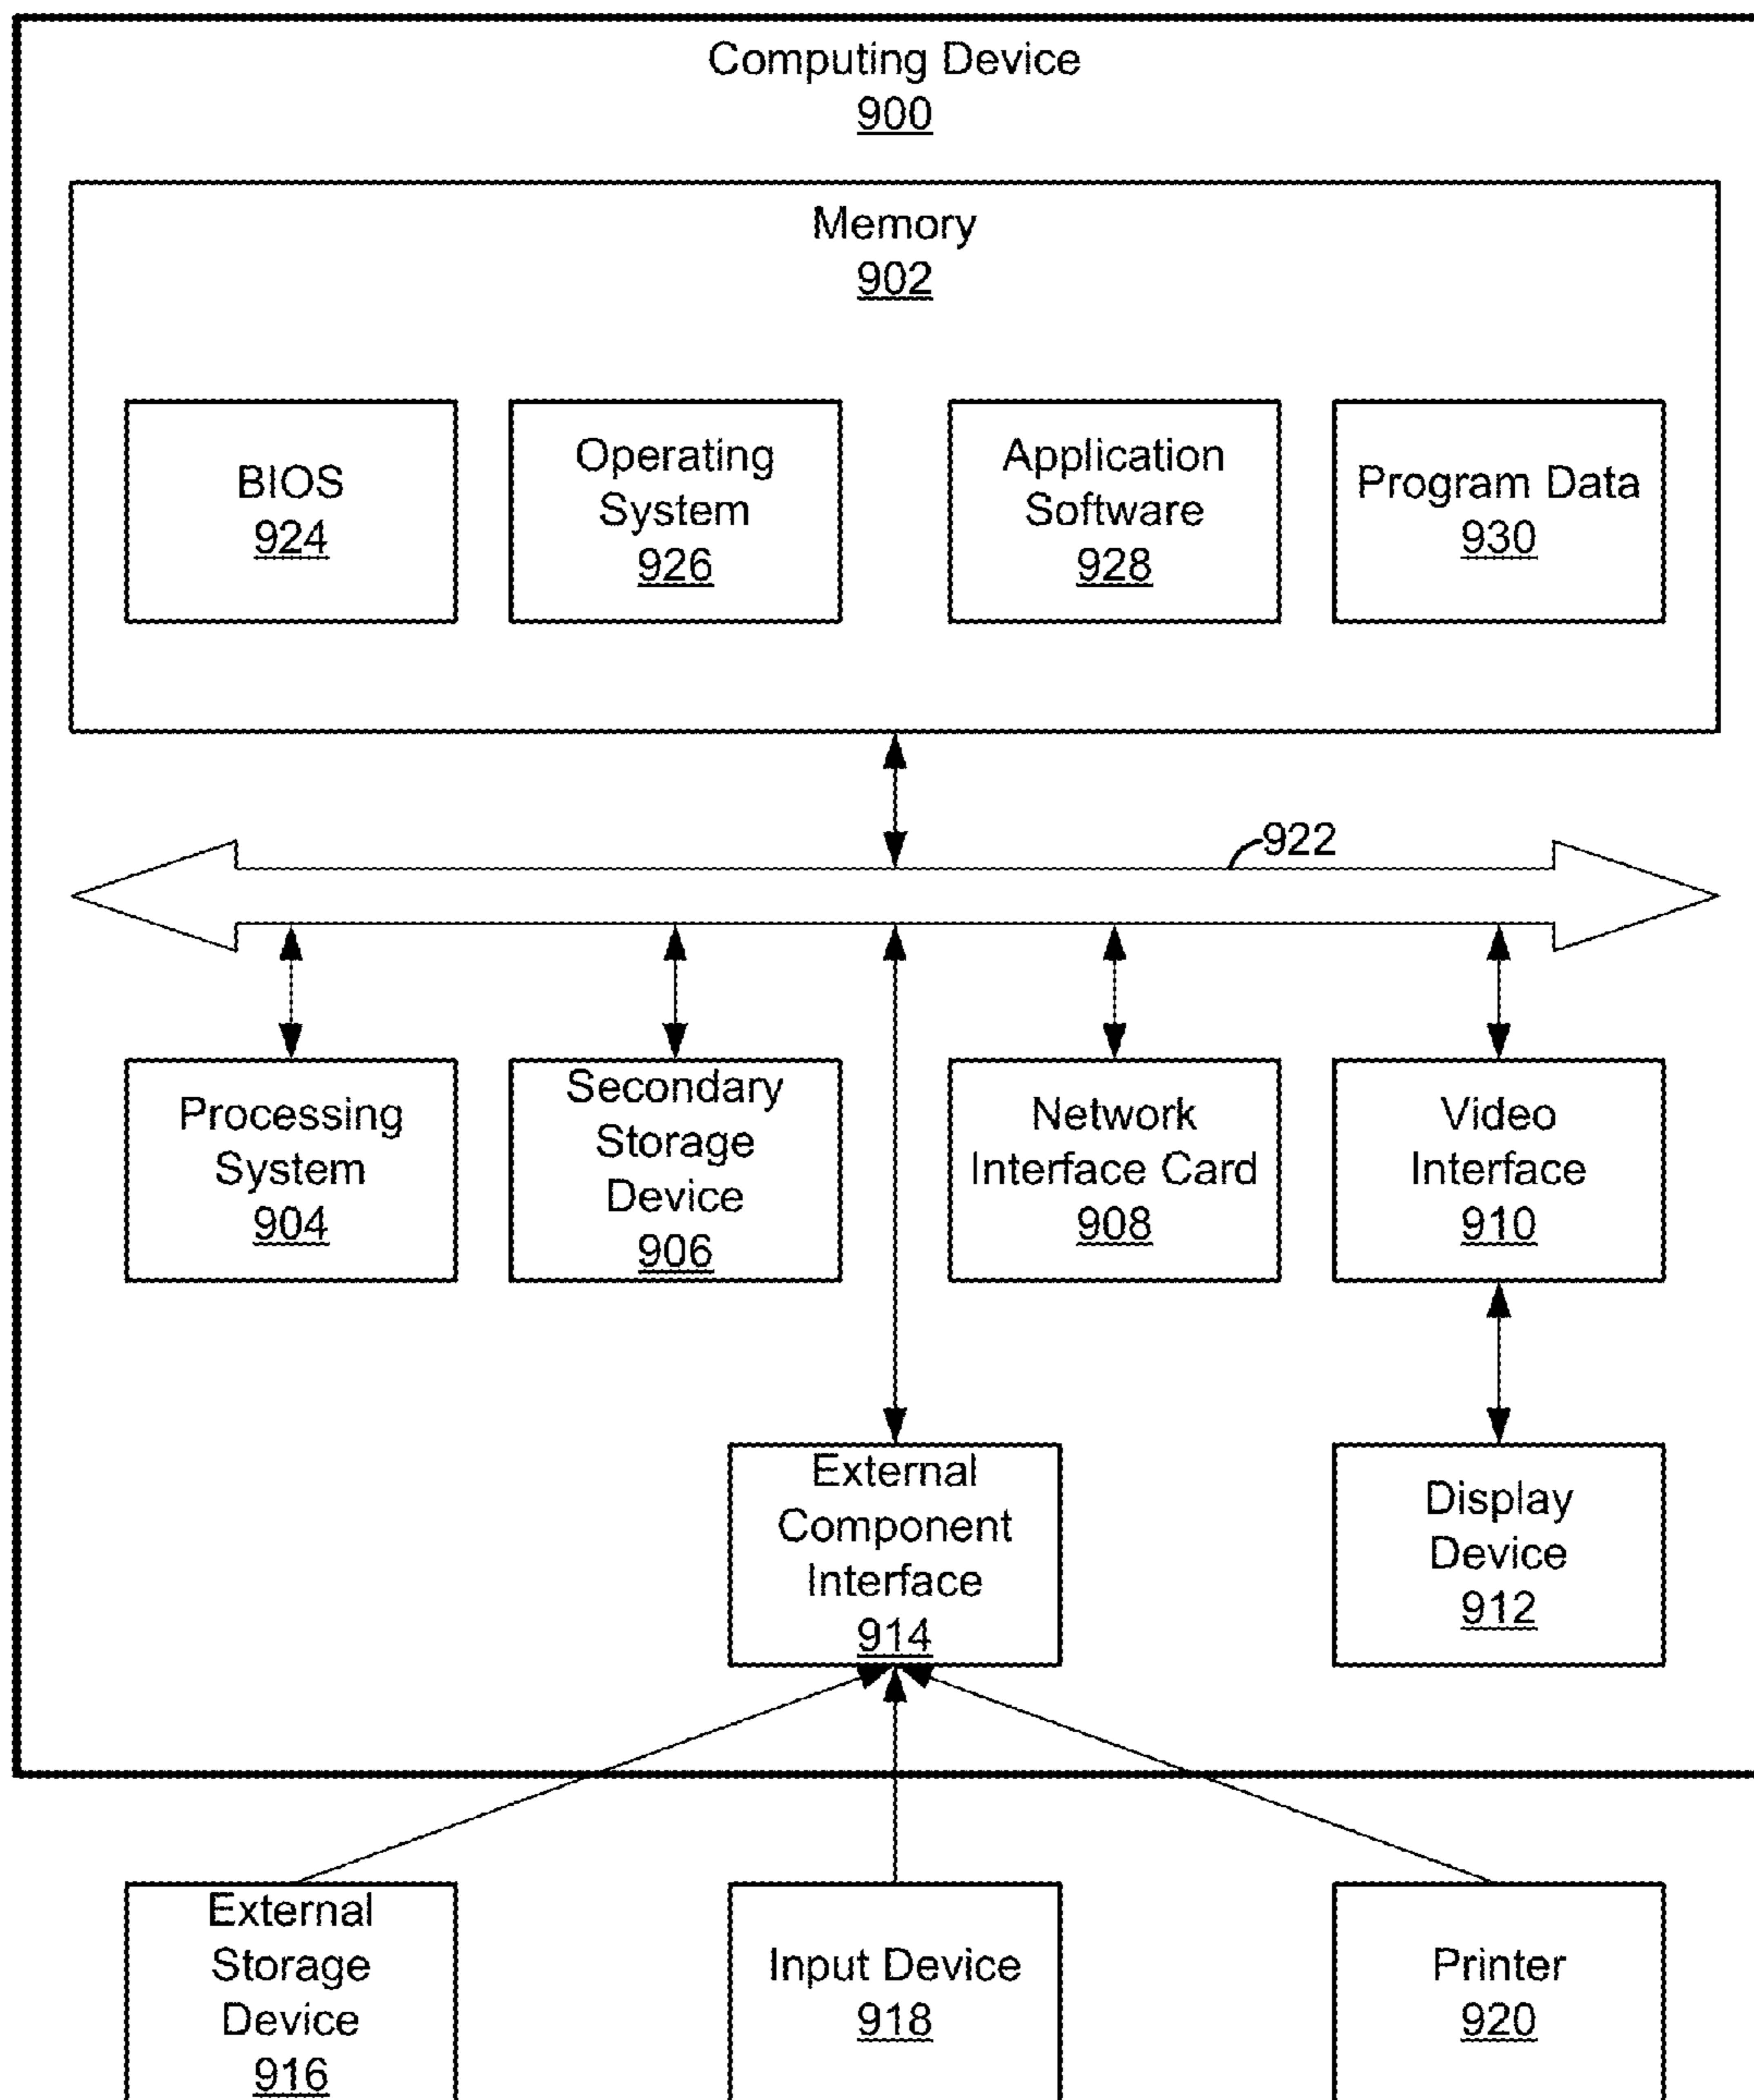 Computing Device
900
Memory
902
BIOS
924
Operating
System
926
Application
Software
928
Program Data
930
922
Processing
System
904
Secondary
Storage
Device
906
Network
Interface Card
908
Video
Interface
910
External
Component
Interface
914
Display
Device
912
External
Storage
Device
916
Input Device
918
Printer
920